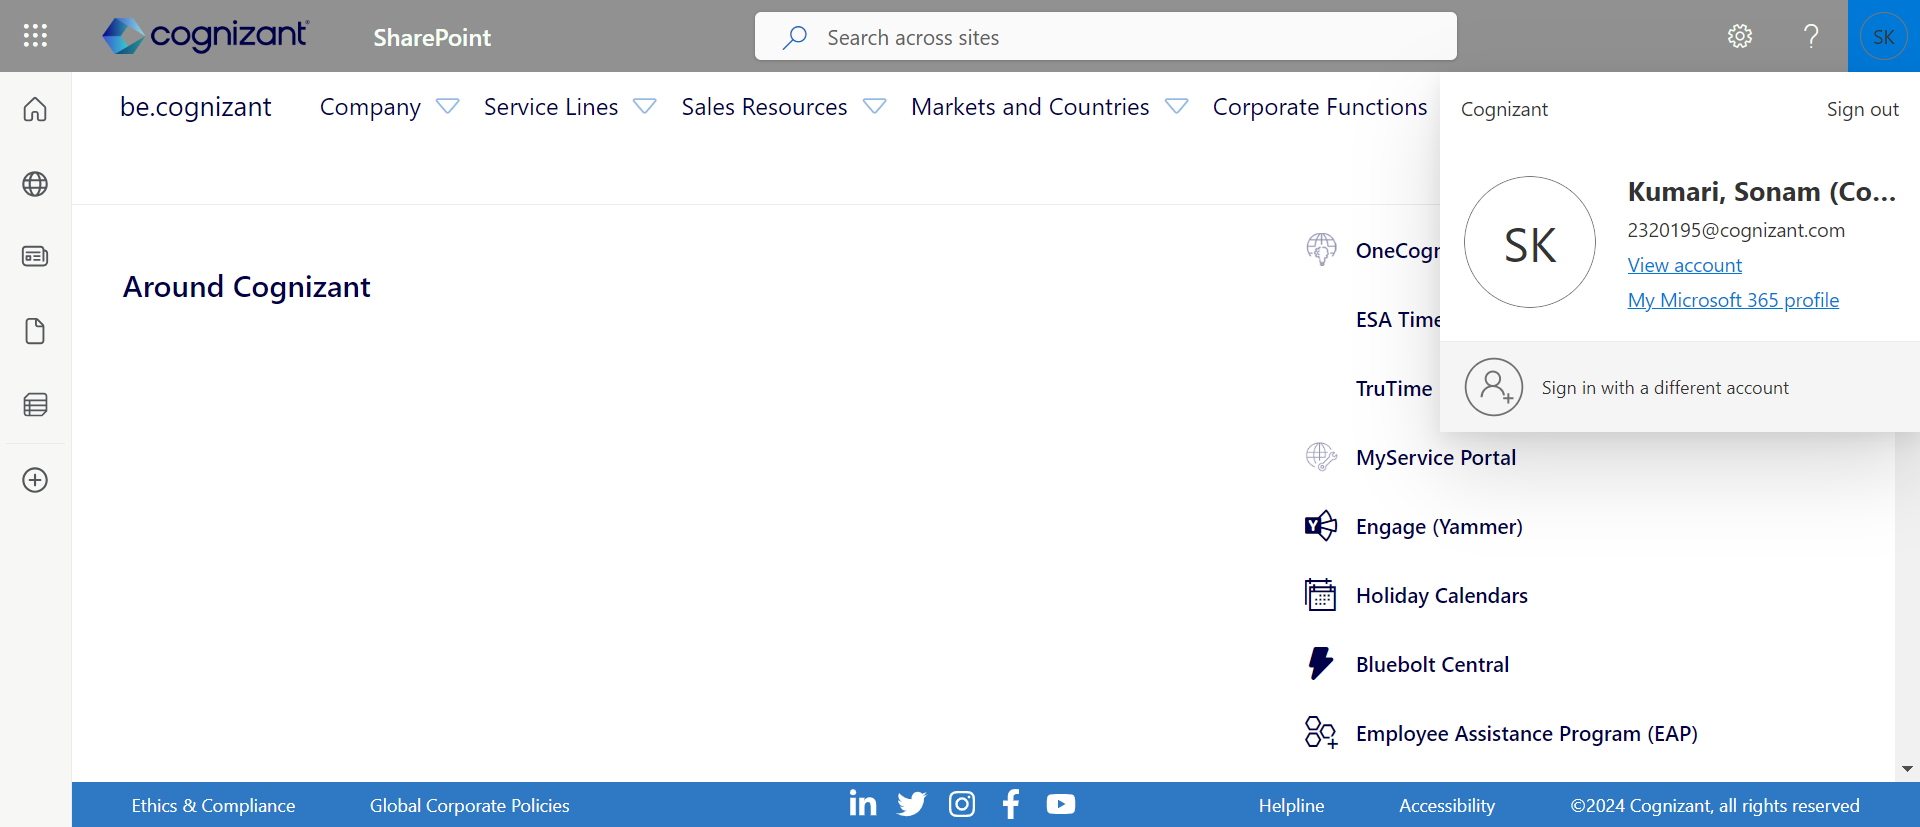 cognizant
SharePoint
Search across sites
SK
be.cognizant
Company
Service Lines
Sales Resources
Markets and Countries
Corporate Functions
Cognizant
Sign out
SK
Kumari, Sonam (Co...
2320195@cognizant.com
View account
My Microsoft 365 profile
Sign in with a different account
Around Cognizant
OneCogn
ESA Time
TruTime
MyService Portal
Engage (Yammer)
Holiday Calendars
Bluebolt Central
Employee Assistance Program (EAP)
Ethics & Compliance
Global Corporate Policies
Helpline
Accessibility
©2024 Cognizant, all rights reserved